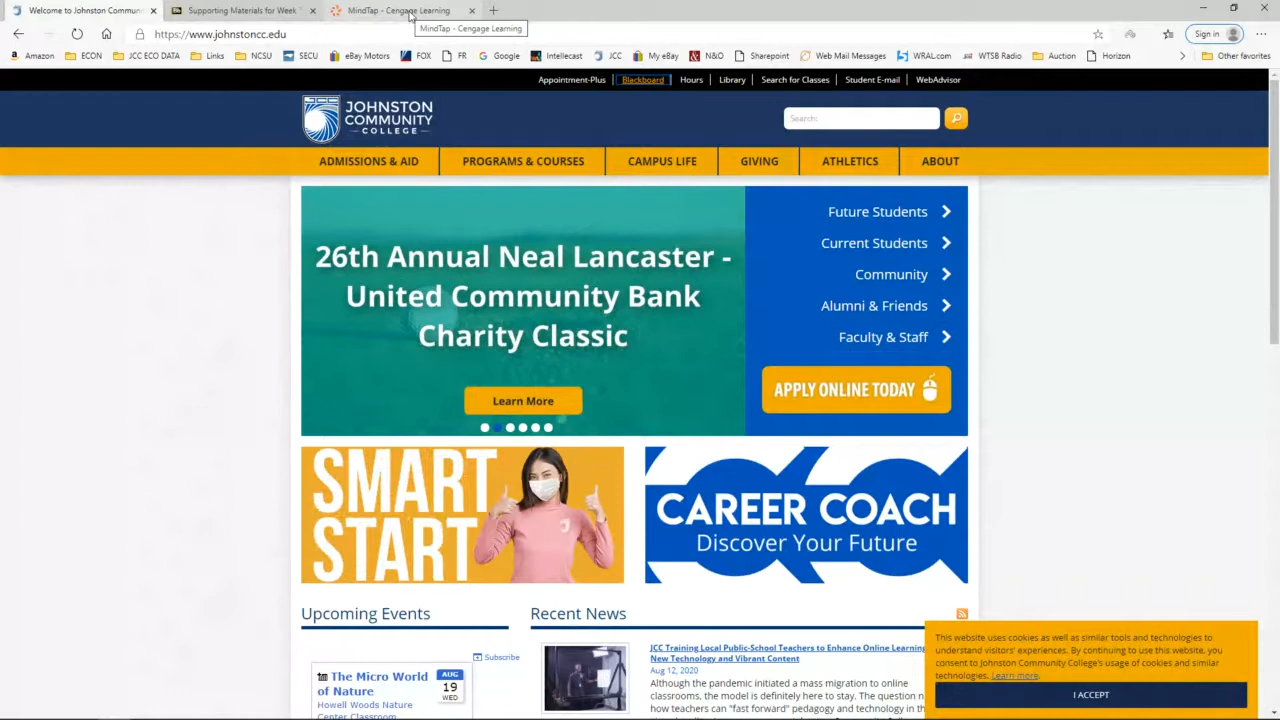 Welcome to Johnston Commun
Supporting Materials for Week
MindTap - Cengage Learning
MindTap - Cengage Learning
https://www.johnstoncc.edu
Sign in
Amazon
ECON
JCC ECO DATA
Links
NCSU
SECU
eBay Motors
FOX
FR
Google
Intellecast
JCC
My eBay
N&O
Sharepoint
Web Mail Messages
WRAL.com
WTSB Radio
Auction
Horizon
Other favorites
Appointment-Plus
Blackboard
Hours
Library
Search for Classes
Student E-mail
WebAdvisor
JCC
JOHNSTON
COMMUNITY
COLLEGE
Search:
ADMISSIONS & AID
PROGRAMS & COURSES
CAMPUS LIFE
GIVING
ATHLETICS
ABOUT
26th Annual Neal Lancaster -
United Community Bank
Charity Classic
Learn More
Future Students
Current Students
Community
Alumni & Friends
Faculty & Staff
APPLY ONLINE TODAY
SMART
START
CAREER COACH
Discover Your Future
Upcoming Events
Subscribe
The Micro World
of Nature
Howell Woods Nature
Center Classroom
AUG
19
WED
Recent News
JCC Training Local Public-School Teachers to Enhance Online Learning
New Technology and Vibrant Content
Aug 12, 2020
Although the pandemic initiated a mass migration to online
classrooms, the model is definitely here to stay. The question n
how teachers can "fast forward" pedagogy and technology in th
This website uses cookies as well as similar tools and technologies to
understand visitors' experiences. By continuing to use this website, you
consent to Johnston Community College's usage of cookies and similar
technologies. Learn more.
I ACCEPT